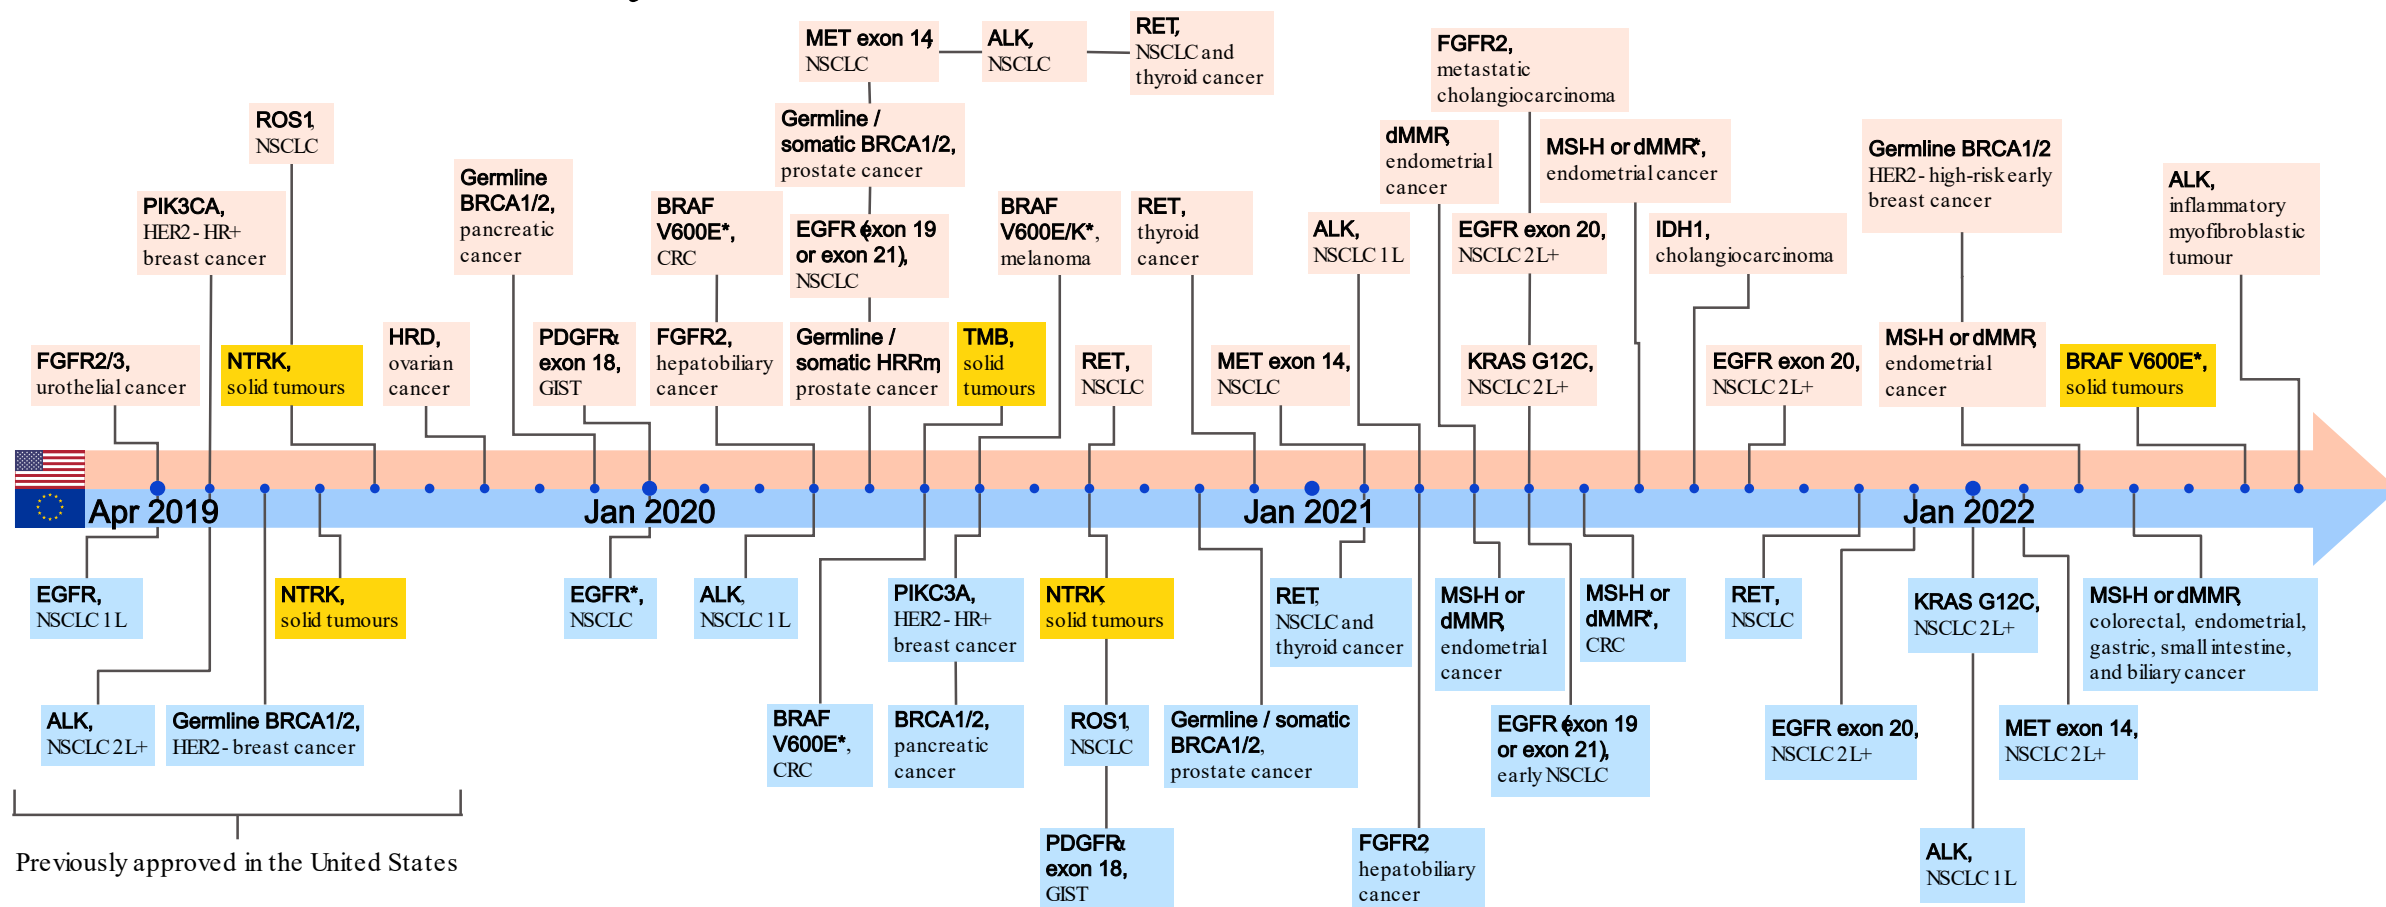 MET exon 14,
NSCLC
ALK,
NSCLC
RET,
NSCLC and
thyroid cancer
FGFR2,
metastatic
cholangiocarcinoma
ROS1,
NSCLC
Germline /
somatic BRCA1/2,
prostate cancer
dMMR,
endometrial
cancer
MSI-H or dMMR*,
endometrial cancer
Germline BRCA1/2
HER2- high-risk early
breast cancer
Germline
BRCA1/2,
pancreatic
cancer
ALK,
inflammatory
myofibroblastic
tumour
PIK3CA,
HER2- HR+
breast cancer
BRAF
V600E*,
CRC
EGFR (exon 19
or exon 21),
NSCLC
BRAF
V600E/K*,
melanoma
RET,
thyroid
cancer
ALK,
NSCLC 1L
EGFR exon 20,
NSCLC 2L+
IDH1,
cholangiocarcinoma
FGFR2/3,
urothelial cancer
NTRK,
solid tumours
HRD,
ovarian
cancer
PDGFRα
exon 18,
GIST
FGFR2,
hepatobiliary
cancer
Germline /
somatic HRRm,
prostate cancer
TMB,
solid
tumours
RET,
NSCLC
MET exon 14,
NSCLC
KRAS G12C,
NSCLC 2L+
EGFR exon 20,
NSCLC 2L+
MSI-H or dMMR,
endometrial
cancer
BRAF V600E*,
solid tumours
Apr 2019
Jan 2020
Jan 2021
Jan 2022
EGFR,
NSCLC 1L
NTRK,
solid tumours
EGFR*,
NSCLC
ALK,
NSCLC 1L
PIKC3A,
HER2- HR+
breast cancer
NTRK,
solid tumours
RET,
NSCLC and
thyroid cancer
MSI-H or
dMMR,
endometrial
cancer
MSI-H or
dMMR*,
CRC
RET,
NSCLC
KRAS G12C,
NSCLC 2L+
MSI-H or dMMR,
colorectal, endometrial,
gastric, small intestine,
and biliary cancer
ALK,
NSCLC 2L+
Germline BRCA1/2,
HER2- breast cancer
BRAF
V600E*,
CRC
BRCA1/2,
pancreatic
cancer
ROS1,
NSCLC
Germline / somatic
BRCA1/2,
prostate cancer
EGFR (exon 19
or exon 21),
early NSCLC
EGFR exon 20,
NSCLC 2L+
MET exon 14,
NSCLC 2L+
PDGFRα
exon 18,
GIST
FGFR2,
hepatobiliary
cancer
ALK,
NSCLC 1L
Previously approved in the United States